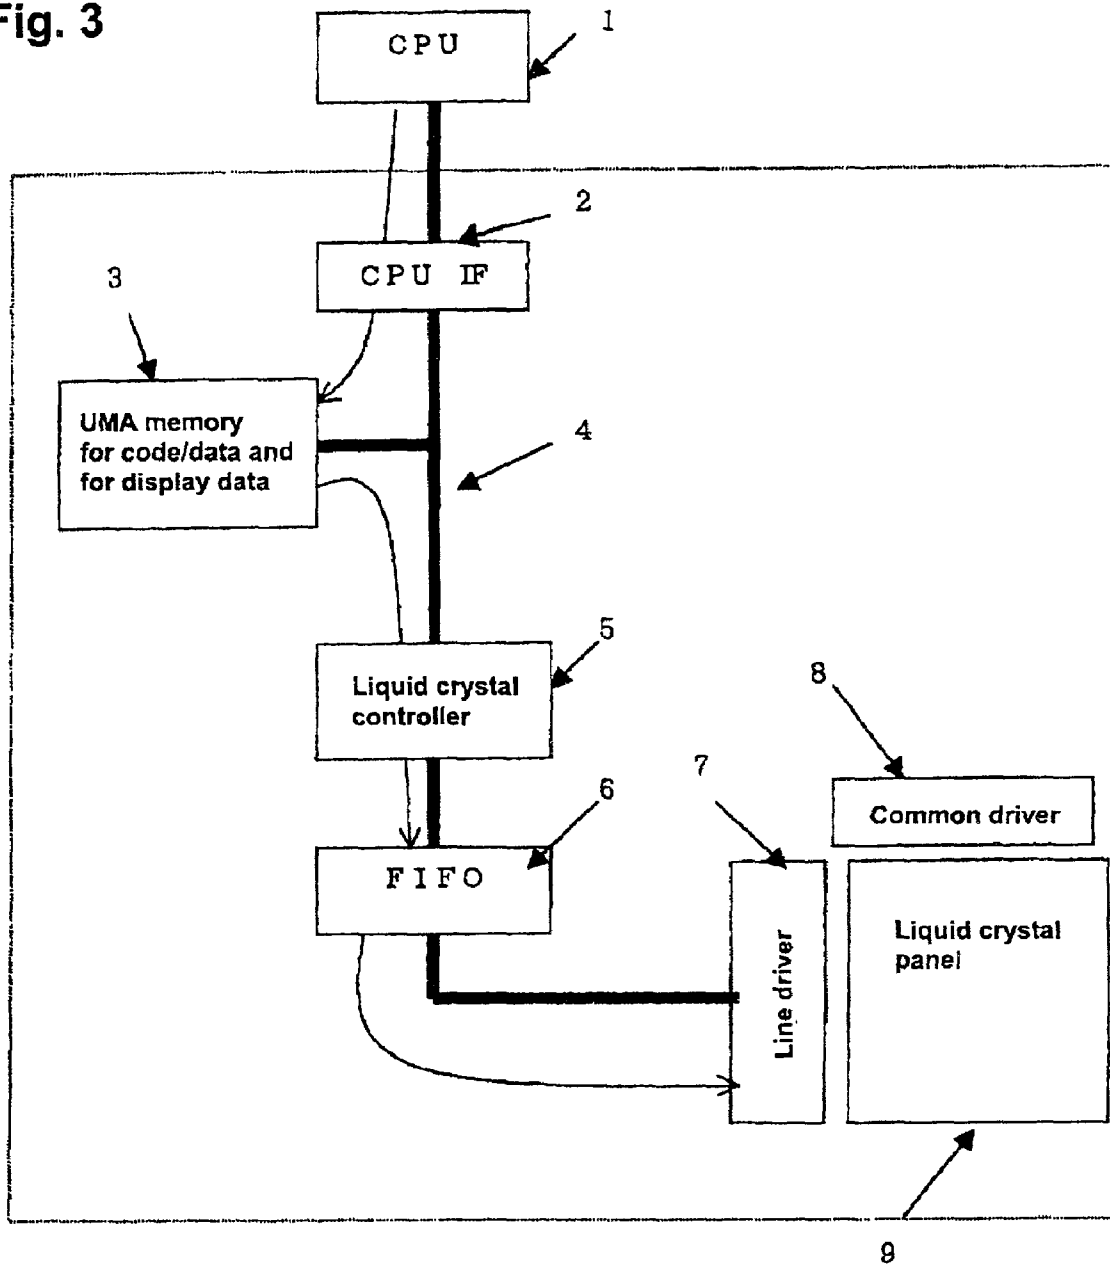 Fig. 3
CPU
1
2
CPU IF
3
UMA memory
for code/data and
for display data
4
5
Liquid crystal
controller
8
7
6
Common driver
FIFO
Liquid crystal
panel
Line driver
9